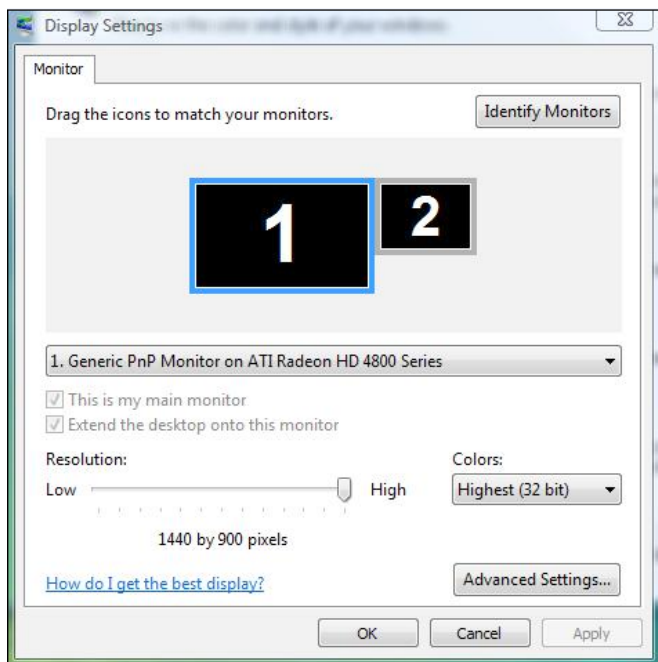 Display Settings
Monitor
Drag the icons to match your monitors.
Identify Monitors
1
2
1. Generic PnP Monitor on ATI Radeon HD 4800 Series
This is my main monitor
Extend the desktop onto this monitor
Resolution:
Colors:
Low
High
Highest (32 bit)
1440 by 900 pixels
How do I get the best display?
Advanced Settings...
OK
Cancel
Apply